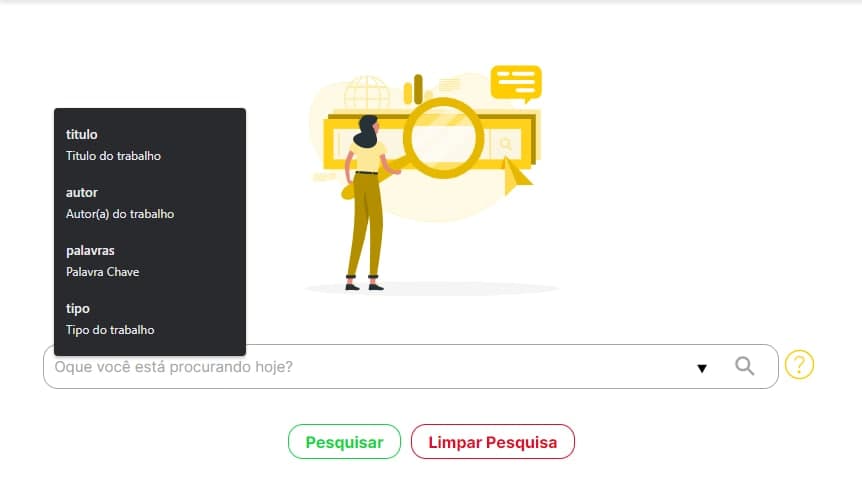 titulo
Titulo do trabalho
autor
Autor(a) do trabalho
palavras
Palavra Chave
tipo
Tipo do trabalho
Oque você está procurando hoje?
?
Pesquisar
Limpar Pesquisa